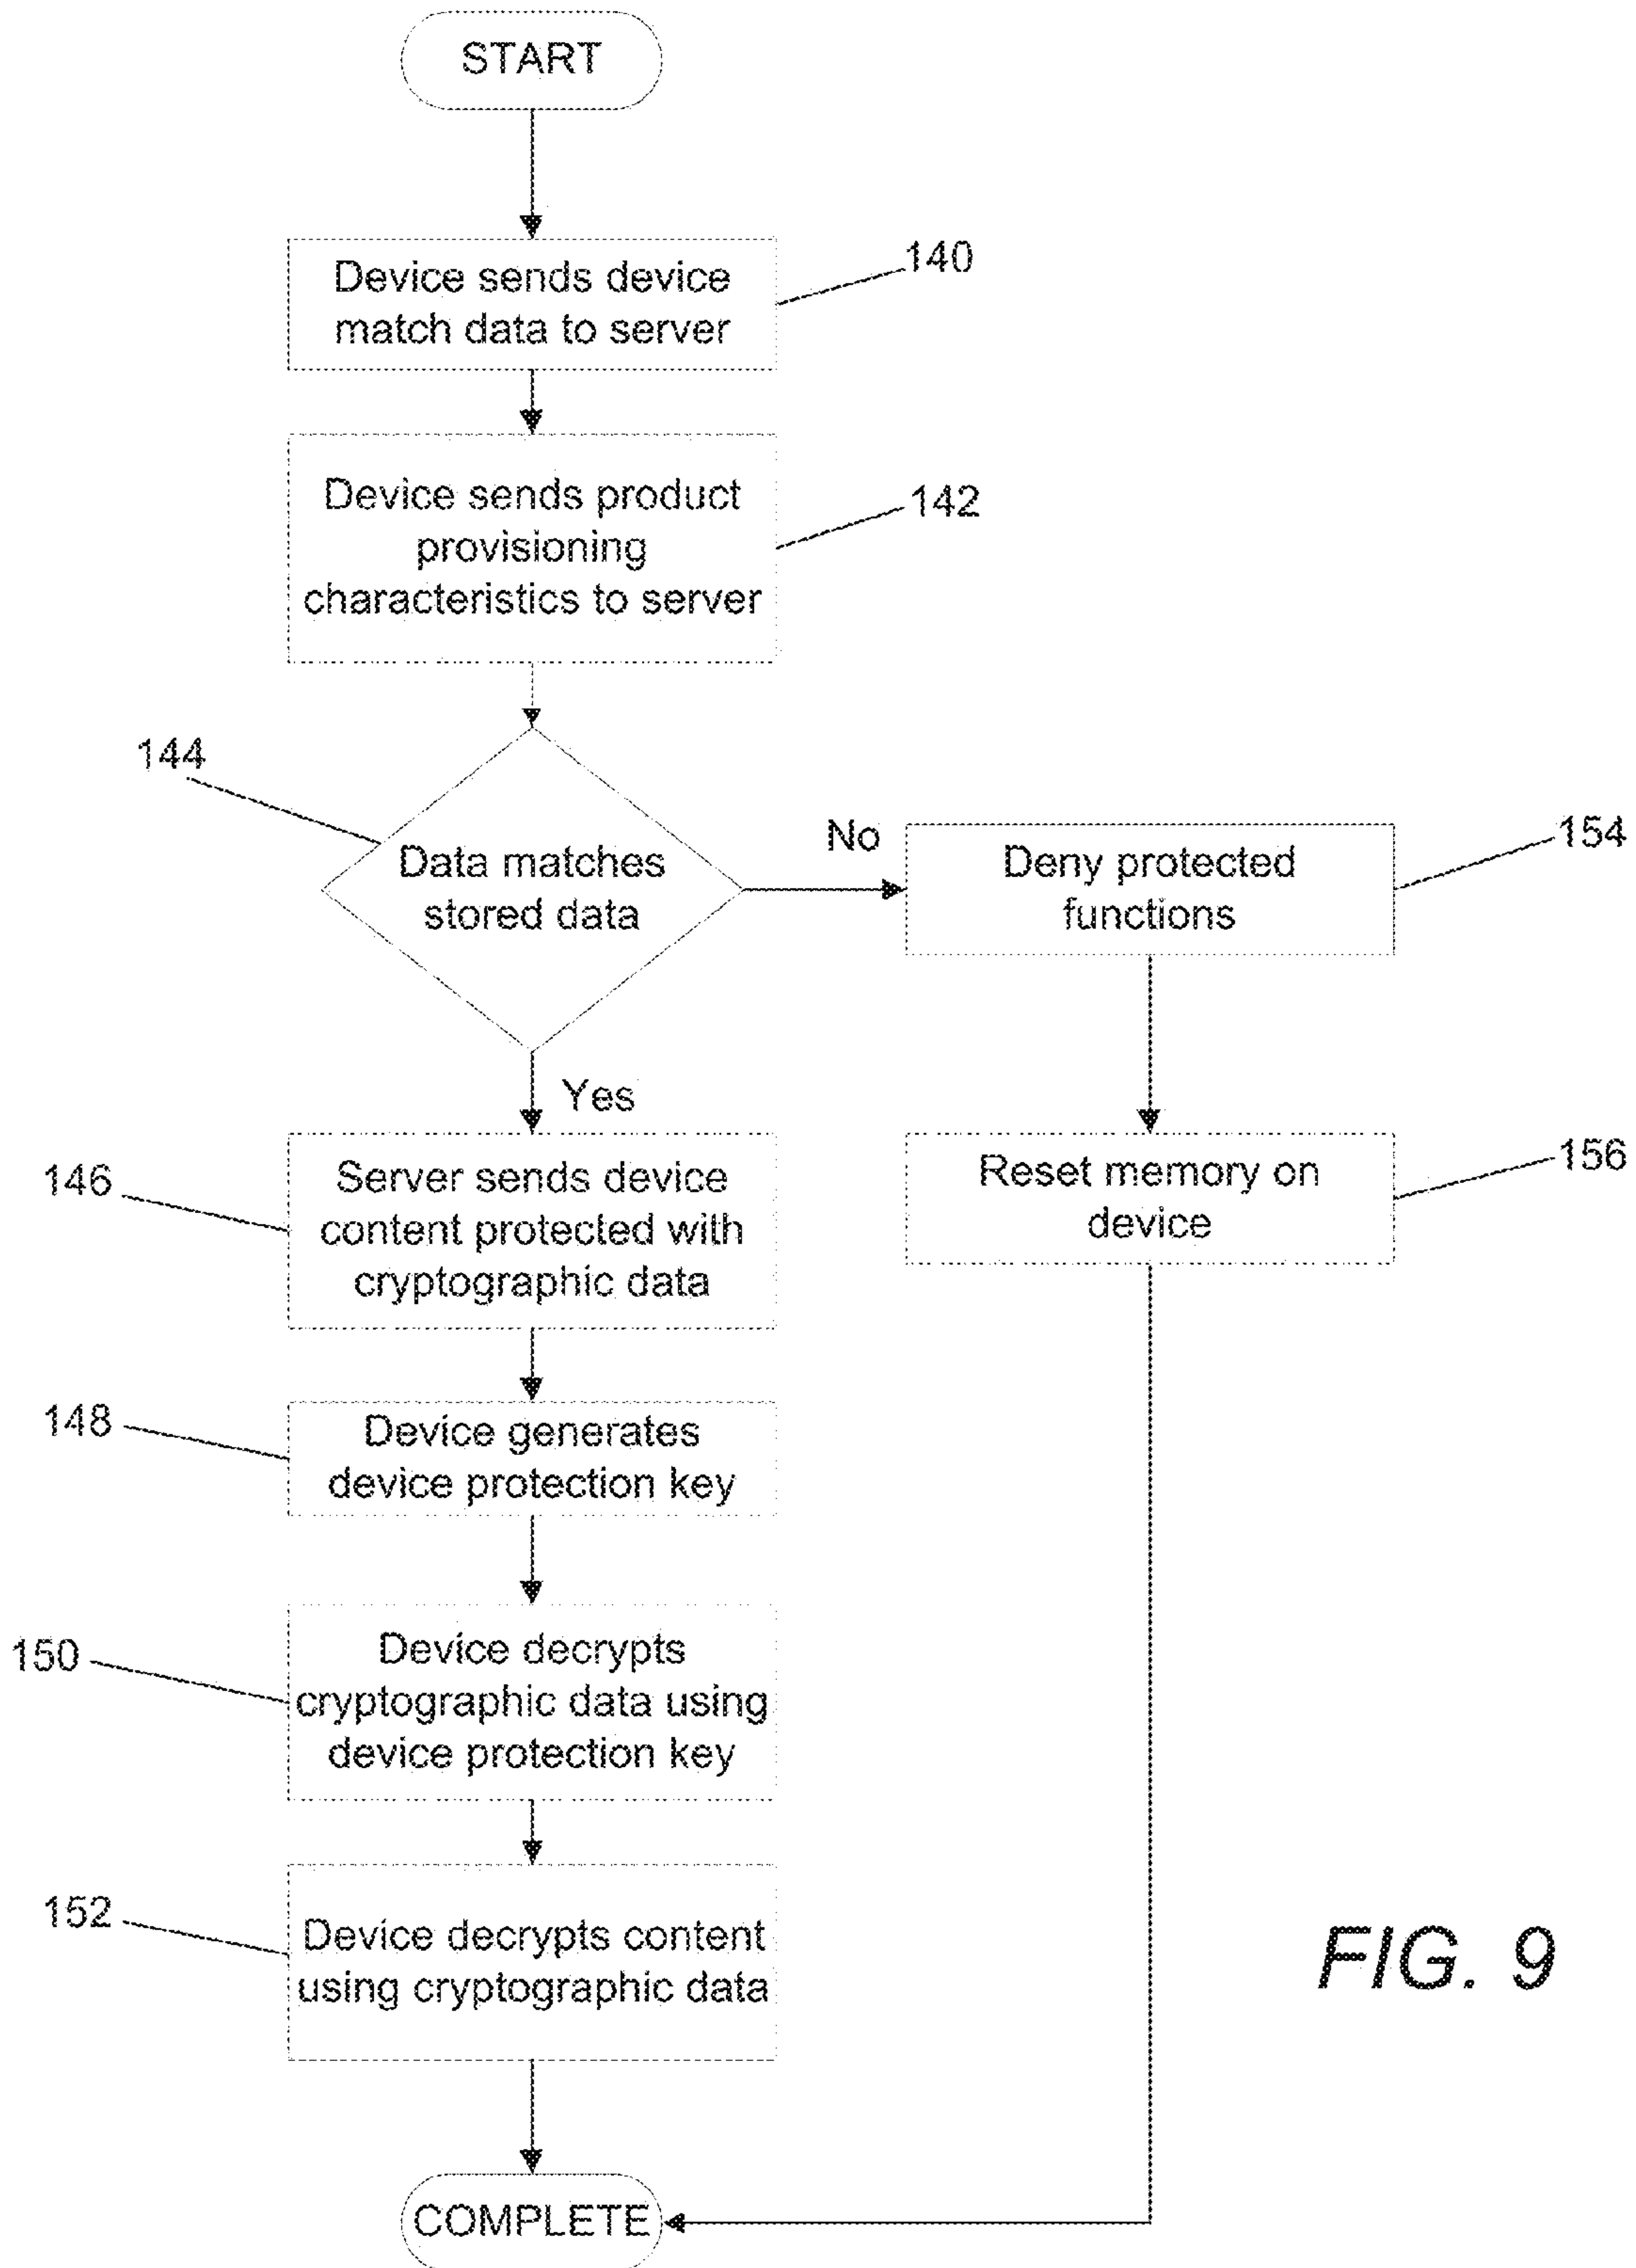 START
Device sends device
match data to server
140
Device sends product
provisioning
characteristics to server
142
144
Data matches
stored data
No
Deny protected
functions
154
Yes
146
Server sends device
content protected with
cryptographic data
Reset memory on
device
156
148
Device generates
device protection key
150
Device decrypts
cryptographic data using
device protection key
152
Device decrypts content
using cryptographic data
FIG. 9
COMPLETE